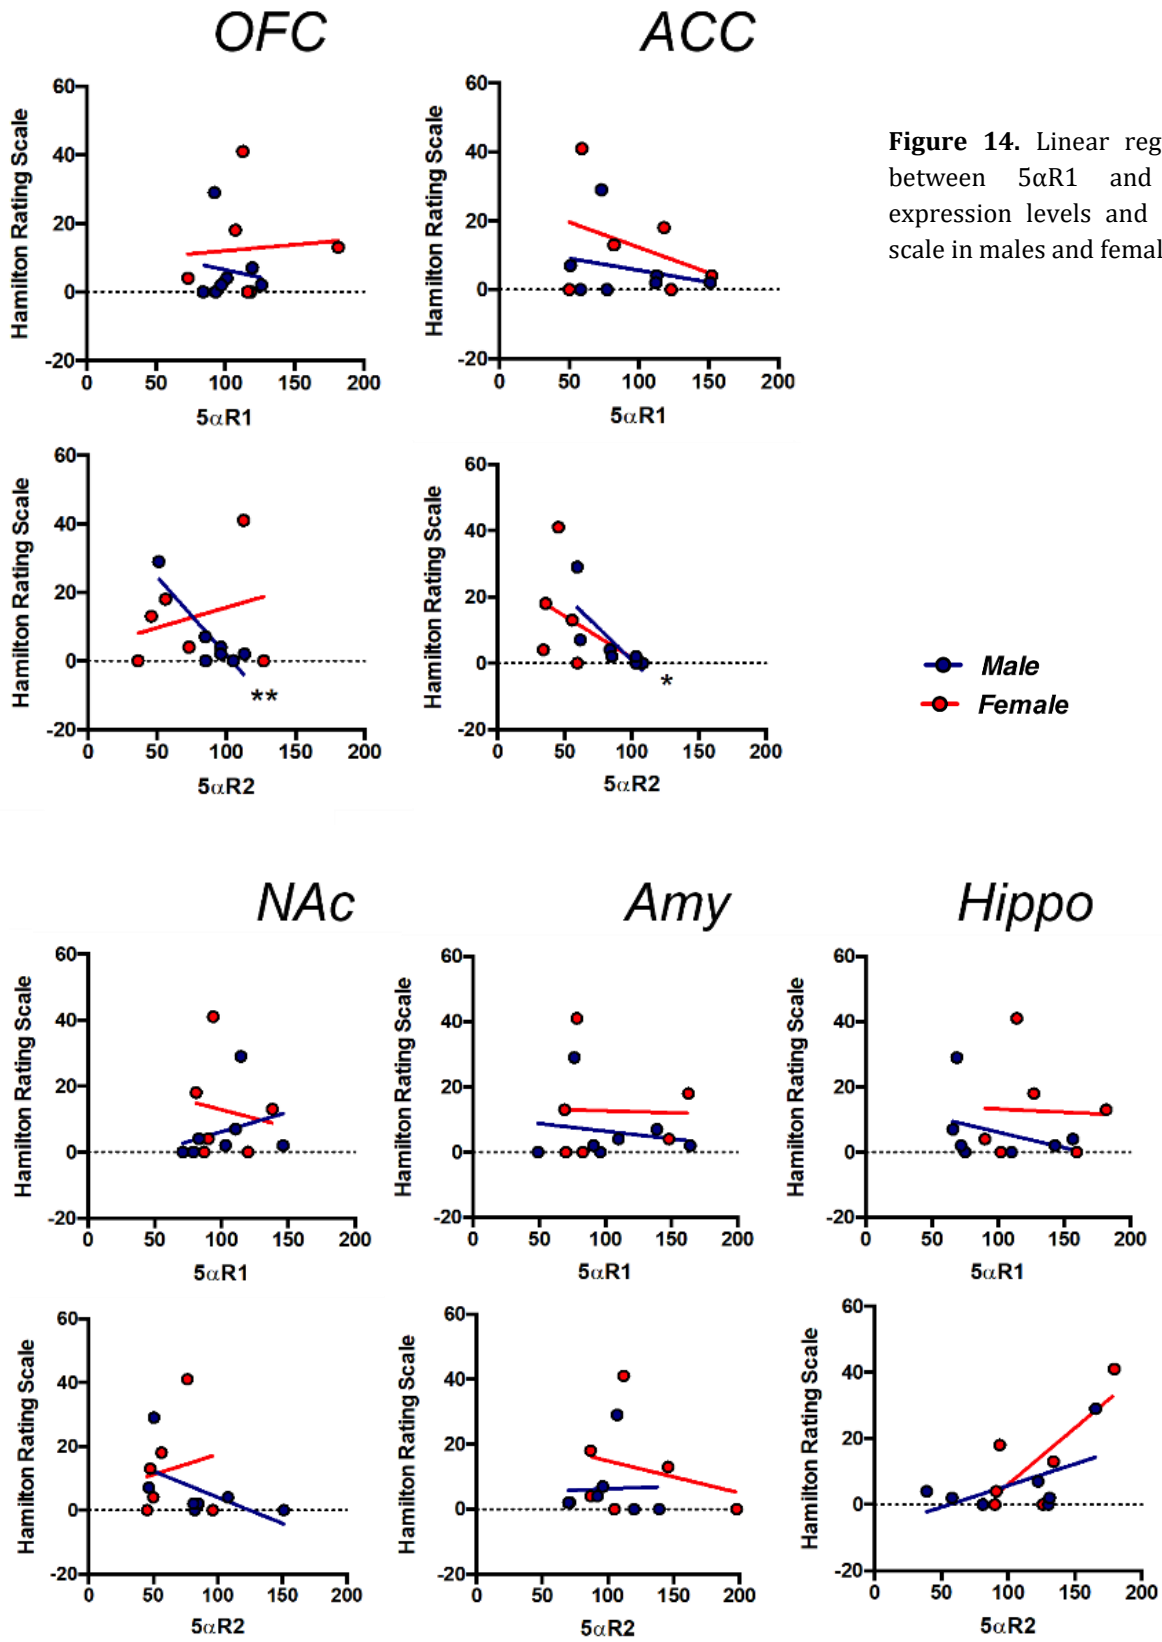 OFC
ACC
60
40
20
0
-20
Hamilton Rating Scale
0 50 100 150 200
5αR1
60
40
20
0
-20
Hamilton Rating Scale
0 50 100 150 200
5αR1
Figure 14. Linear reg
between 5αR1 and
expression levels and
scale in males and femal
60
40
20
0
-20
Hamilton Rating Scale
**
0 50 100 150 200
5αR2
60
40
20
0
-20
Hamilton Rating Scale
*
0 50 100 150 200
5αR2
Male
Female
NAc
Amy
Hippo
60
40
20
0
-20
Hamilton Rating Scale
0 50 100 150 200
5αR1
60
40
20
0
-20
Hamilton Rating Scale
0 50 100 150 200
5αR1
60
40
20
0
-20
Hamilton Rating Scale
0 50 100 150 200
5αR1
60
40
20
0
-20
Hamilton Rating Scale
0 50 100 150 200
5αR2
60
40
20
0
-20
Hamilton Rating Scale
0 50 100 150 200
5αR2
60
40
20
0
-20
Hamilton Rating Scale
0 50 100 150 200
5αR2